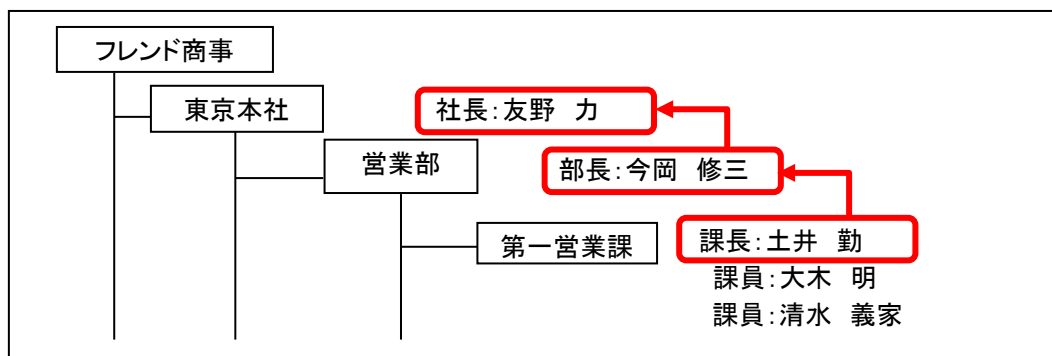 フレンド商事
東京本社
社長:友野 力
営業部
部長:今岡 修三
第一営業課
課長:土井 勤
課員:大木 明
課員:清水 義家